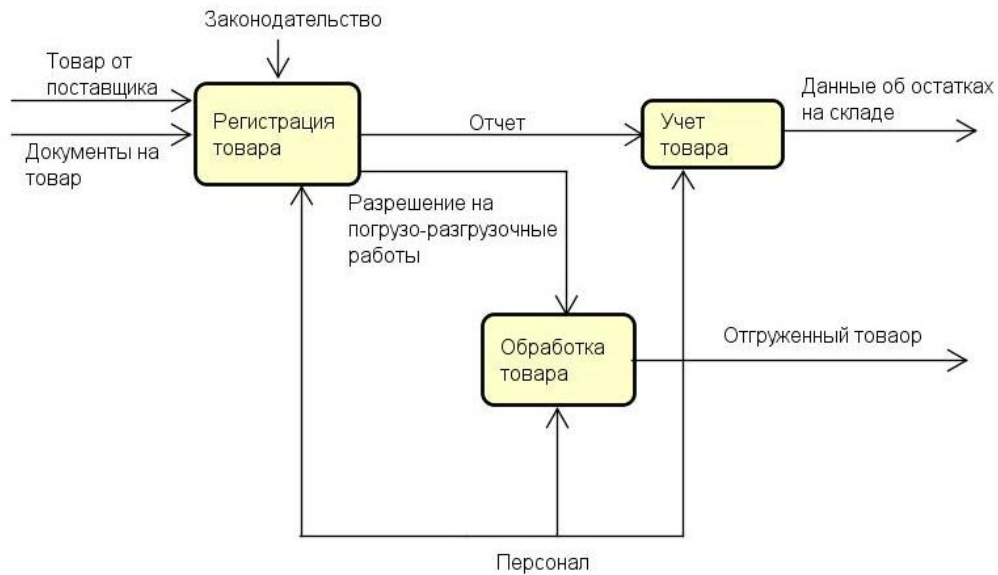 Законодательство
Товар от
поставщика
Документы на
товар
Регистрация
товара
Отчет
Учет
товара
Данные об остатках
на складе
Разрешение на
погрузо-разгрузочные
работы
Обработка
товара
Отгруженный товаор
Персонал